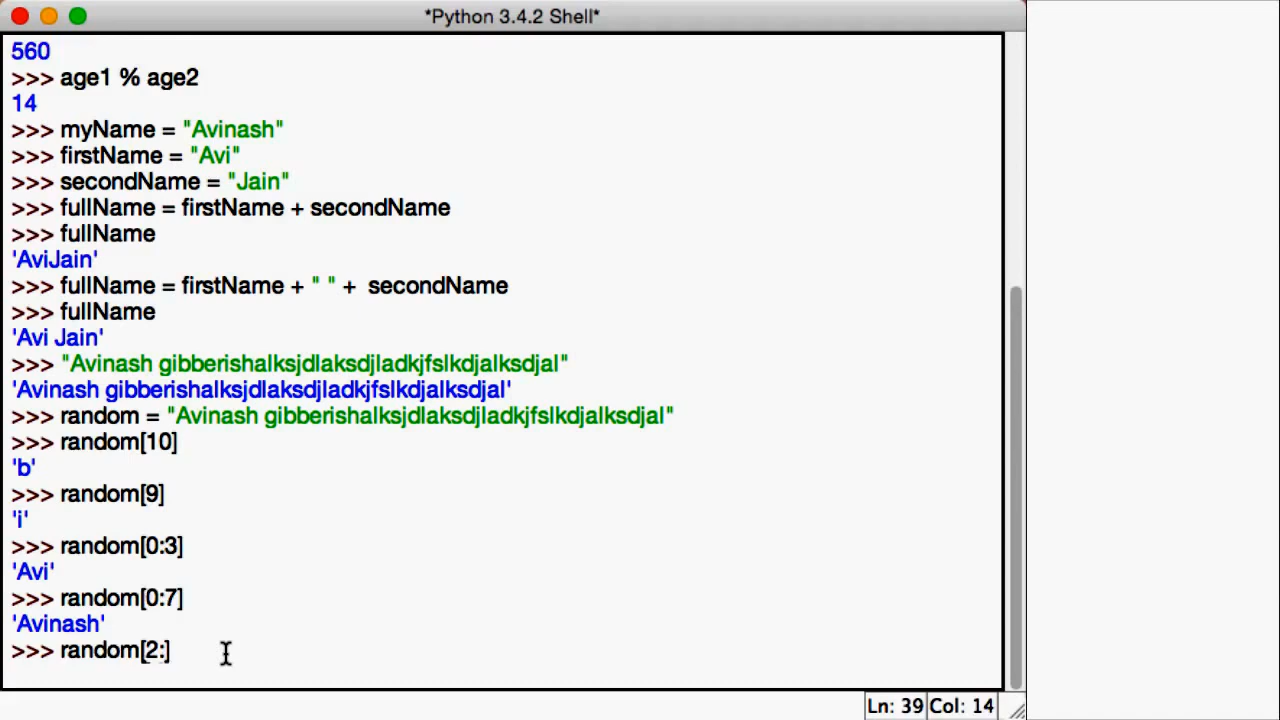 *Python 3.4.2 Shell*
560
>>> age1 % age2
14
>>> myName = "Avinash"
>>> firstName = "Avi"
>>> secondName = "Jain"
>>> fullName = firstName + secondName
>>> fullName
'AviJain'
>>> fullName = firstName + " " +  secondName
>>> fullName
'Avi Jain'
>>> "Avinash gibberishalksjdlaksdjladkjfslkdjalksdjal"
'Avinash gibberishalksjdlaksdjladkjfslkdjalksdjal'
>>> random = "Avinash gibberishalksjdlaksdjladkjfslkdjalksdjal"
>>> random[10]
'b'
>>> random[9]
'i'
>>> random[0:3]
'Avi'
>>> random[0:7]
'Avinash'
>>> random[2:]
Ln: 39 Col: 14